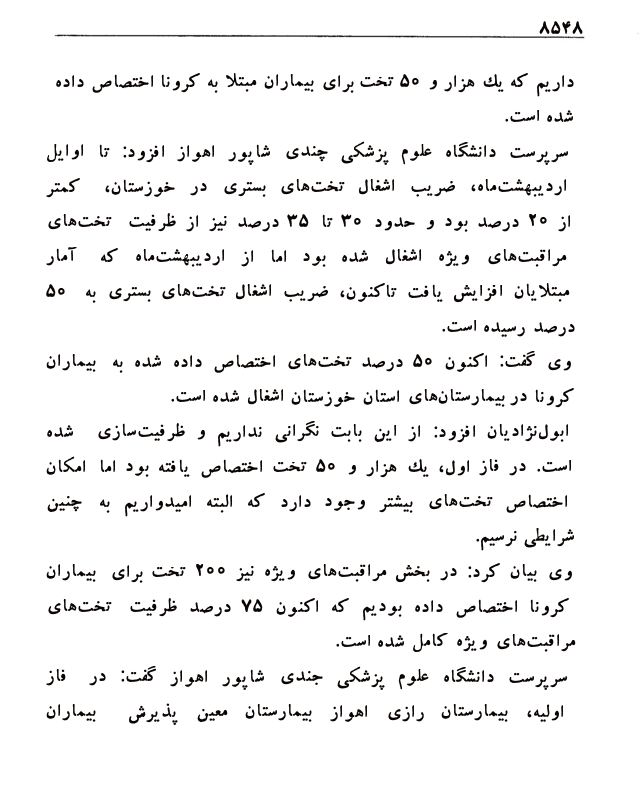 ۸۵۴۸
داریم که یك هزار و ۵۰ تخت برای بیماران مبتلا به کرونا اختصاص داده
شده است.
سرپرست دانشگاه علوم پزشکی چندی شاپور اهواز افزود: تا اوایل
اردیبهشت‌ماه، ضریب اشغال تخت‌های بستری در خوزستان، کمتر
از ۲۰ درصد بود و حدود ۳۰ تا ۳۵ درصد نیز از ظرفیت تخت‌های
مراقبت‌های ویژه اشغال شده بود اما از اردیبهشت‌ماه که آمار
مبتلایان افزایش یافت تاکنون، ضریب اشغال تخت‌های بستری به ۵۰
درصد رسیده است.
وی گفت: اکنون ۵۰ درصد تخت‌های اختصاص داده شده به بیماران
کرونا در بیمارستان‌های استان خوزستان اشغال شده است.
ابول‌نژادیان افزود: از این بابت نگرانی نداریم و ظرفیت‌سازی شده
است. در فاز اول، یك هزار و ۵۰ تخت اختصاص یافته بود اما امکان
اختصاص تخت‌های بیشتر وجود دارد که البته امیدواریم به چنین
شرایطی نرسیم.
وی بیان کرد: در بخش مراقبت‌های ویژه نیز ۲۰۰ تخت برای بیماران
کرونا اختصاص داده بودیم که اکنون ۷۵ درصد ظرفیت تخت‌های
مراقبت‌های ویژه کامل شده است.
سرپرست دانشگاه علوم پزشکی جندی شاپور اهواز گفت: در فاز
اولیه، بیمارستان رازی اهواز بیمارستان معین پذیرش بیماران